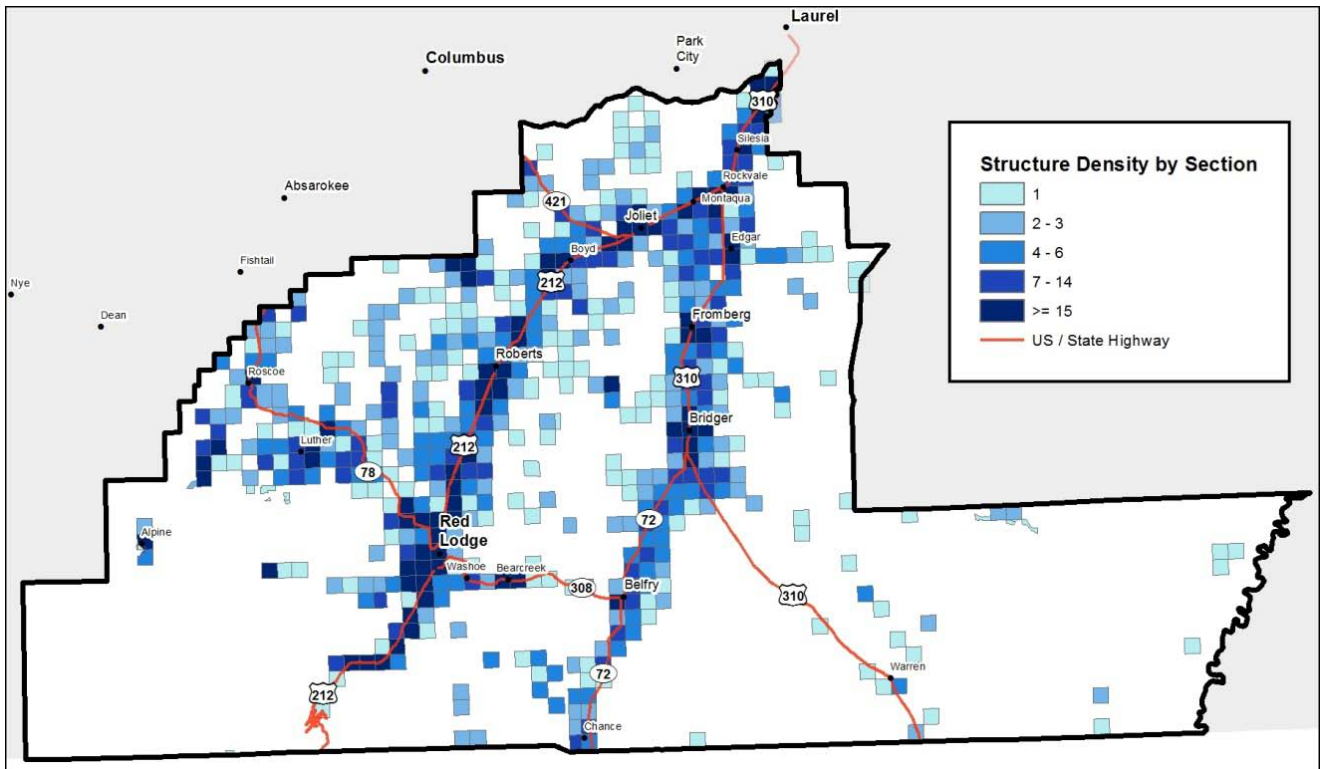 Laurel
Park
City
Columbus
310
Silesia
Absarokee
Rockvale
421
Montaqua
Joliet
Edgar
Boyd
Fishtail
212
Nye
Dean
Fromberg
Roberts
Roscoe
310
Bridger
Luther
212
78
72
Red
Lodge
Alpine
Washoe
Bearcreek
308
Belfry
310
72
Warren
212
Chance
Structure Density by Section
1
2 - 3
4 - 6
7 - 14
>= 15
US / State Highway